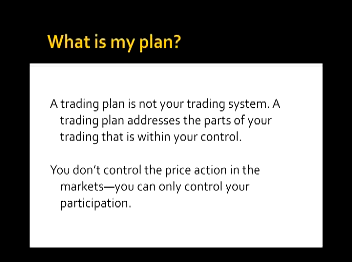 What is my plan?
A trading plan is not your trading system. A
trading plan addresses the parts of your
trading that is within your control.
You don't control the price action in the
markets—you can only control your
participation.